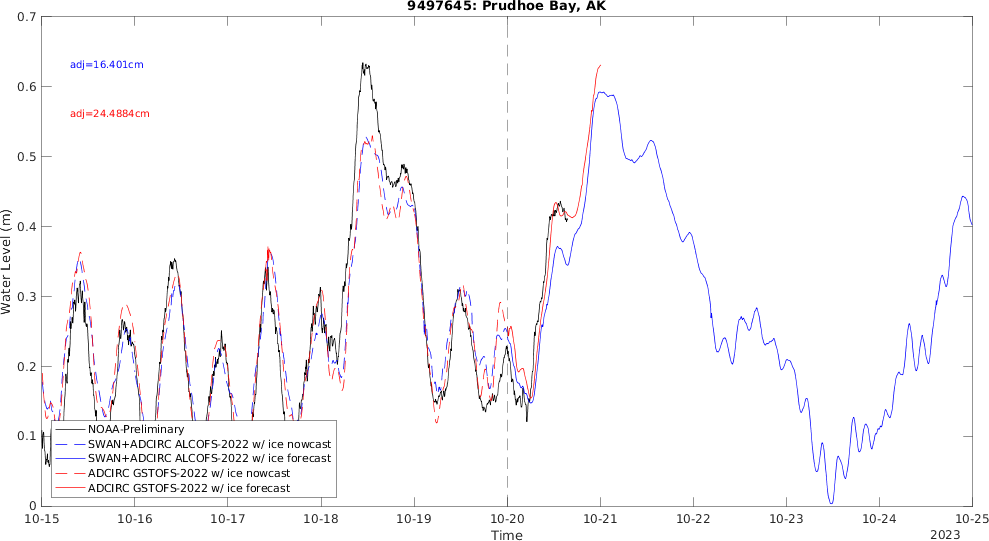 9497645: Prudhoe Bay, AK
0.7
0.6
0.5
0.4
0.3
0.2
0.1
0
Water Level (m)
adj=16.401cm
adj=24.4884cm
NOAA-Preliminary
SWAN+ADCIRC ALCOFS-2022 w/ ice nowcast
SWAN+ADCIRC ALCOFS-2022 w/ ice forecast
ADCIRC GSTOFS-2022 w/ ice nowcast
ADCIRC GSTOFS-2022 w/ ice forecast
10-15 10-16 10-17 10-18 10-19 10-20 10-21 10-22 10-23 10-24 10-25
Time
2023